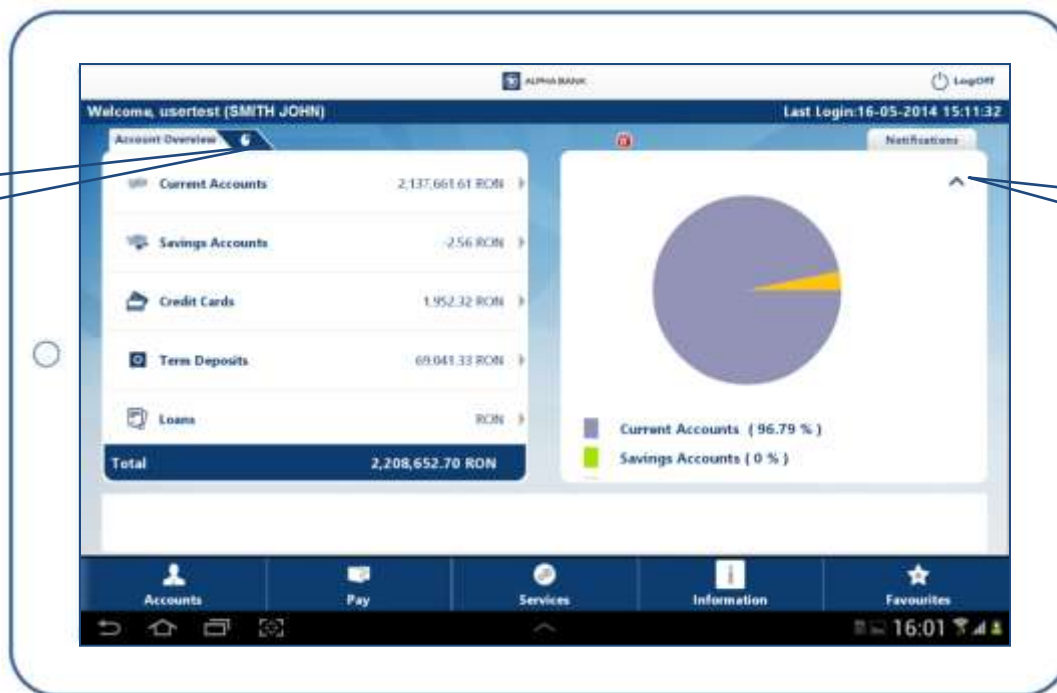 ALPHA BANK
LogOff
Welcome, usertest (SMITH JOHN)
Last Login:16-05-2014 15:11:32
Account Overview
Notifications
Current Accounts 2,137,661.61 RON
Savings Accounts -2.56 RON
Credit Cards 1,952.32 RON
Term Deposits 69,041.33 RON
Loans RON
Total 2,208,652.70 RON
Current Accounts ( 96.79 % )
Savings Accounts ( 0 % )
Accounts
Pay
Services
Information
Favourites
16:01